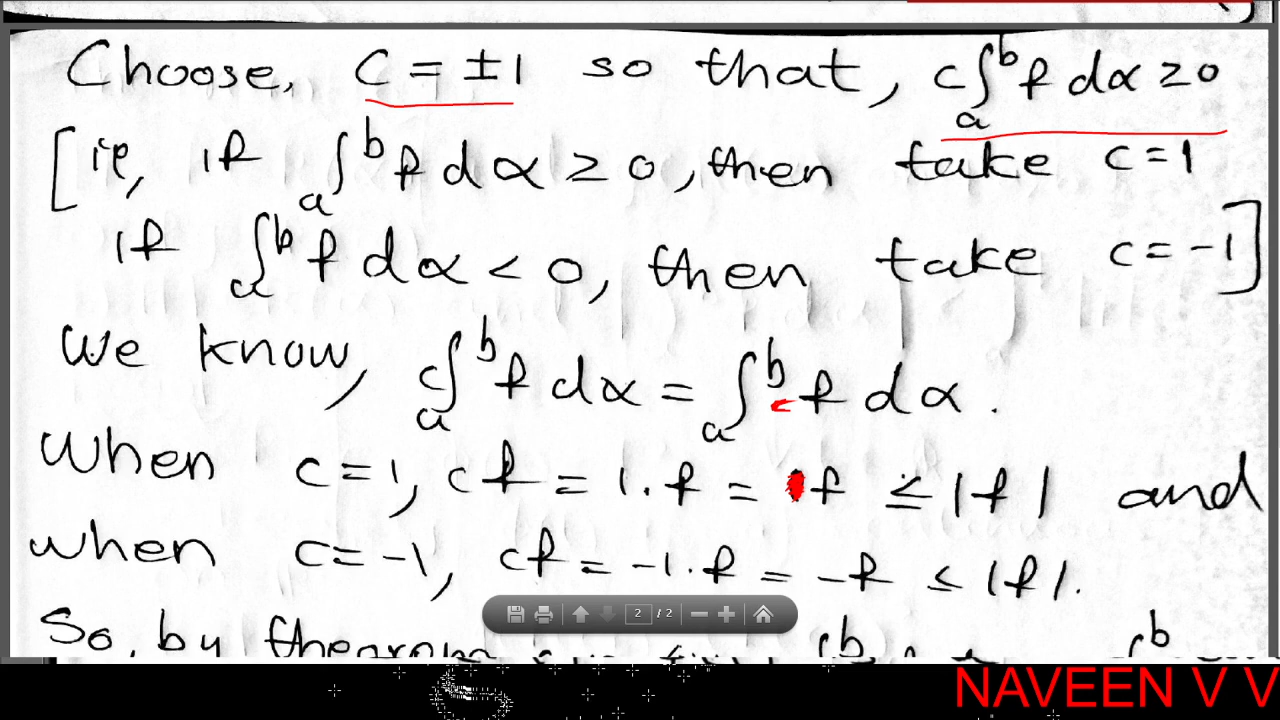 Choose, C = ±1 so that, c∫ₐᵇ f dα ≥ 0
[ie, if ∫ₐᵇ f dα ≥ 0, then take c = 1
if ∫ₐᵇ f dα < 0, then take c = -1]
We know, c∫ₐᵇ f dα = ∫ₐᵇ c f dα.
When c = 1, cf = 1.f = f ≤ |f| and
when c = -1, cf = -1.f = -f ≤ |f|.
So, by theorem
2 / 2
NAVEEN V V